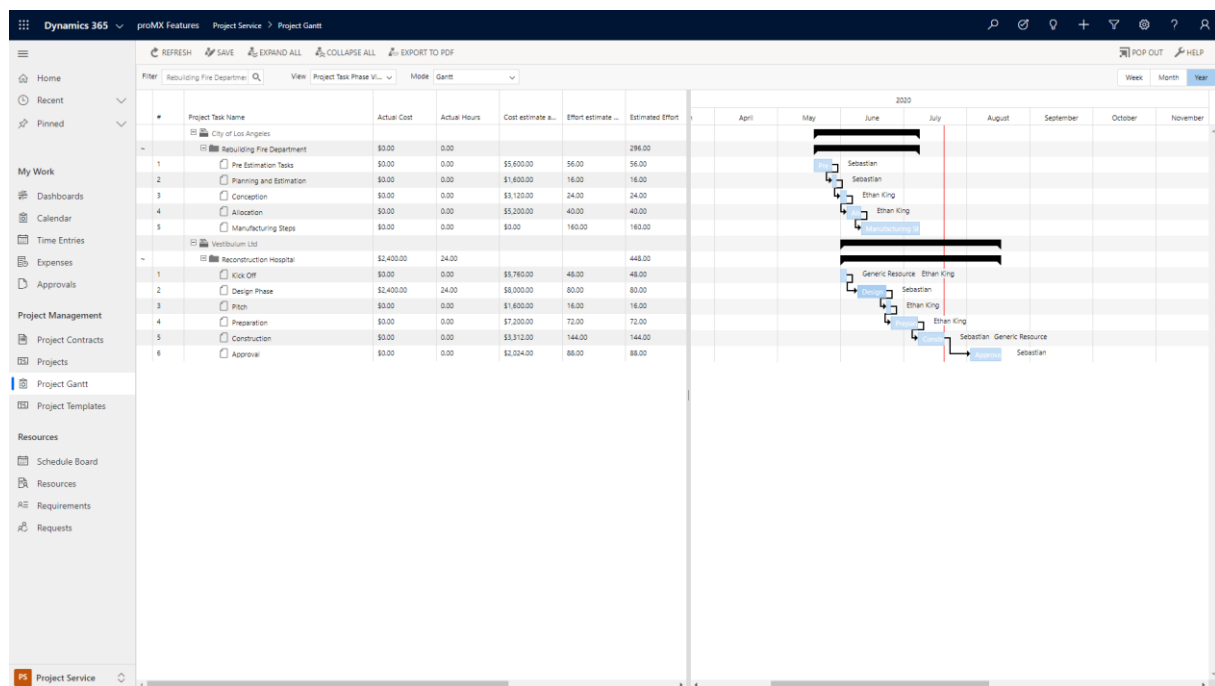 Dynamics 365 proMX Features Project Service > Project Gantt
REFRESH SAVE EXPAND ALL COLLAPSE ALL EXPORT TO PDF POP OUT HELP
Filter Rebuilding Fire Departme View Project Task Phase Vi... Mode Gantt Week Month Year
Home
Recent
Pinned
My Work
Dashboards
Calendar
Time Entries
Expenses
Approvals
Project Management
Project Contracts
Projects
Project Gantt
Project Templates
Resources
Schedule Board
Resources
Requirements
Requests
PS Project Service
2020
# Project Task Name Actual Cost Actual Hours Cost estimate a... Effort estimate ... Estimated Effort April May June July August September October November
City of Los Angeles
Rebuilding Fire Department $0.00 0.00 296.00
1 Pre Estimation Tasks $0.00 0.00 $5,600.00 56.00 56.00 Sebastian
2 Planning and Estimation $0.00 0.00 $1,600.00 16.00 16.00 Sebastian
3 Conception $0.00 0.00 $3,120.00 24.00 24.00 Ethan King
4 Allocation $0.00 0.00 $5,200.00 40.00 40.00 Ethan King
5 Manufacturing Steps $0.00 0.00 $0.00 160.00 160.00 Manufacturing St
Vestibulum Ltd
Reconstruction Hospital $2,400.00 24.00 448.00
1 Kick Off $0.00 0.00 $5,760.00 48.00 48.00 Generic Resource Ethan King
2 Design Phase $2,400.00 24.00 $8,000.00 80.00 80.00 Design Sebastian
3 Pitch $0.00 0.00 $1,600.00 16.00 16.00 Ethan King
4 Preparation $0.00 0.00 $7,200.00 72.00 72.00 Ethan King
5 Construction $0.00 0.00 $3,312.00 144.00 144.00 Sebastian Generic Resource
6 Approval $0.00 0.00 $2,024.00 88.00 88.00 Approva Sebastian